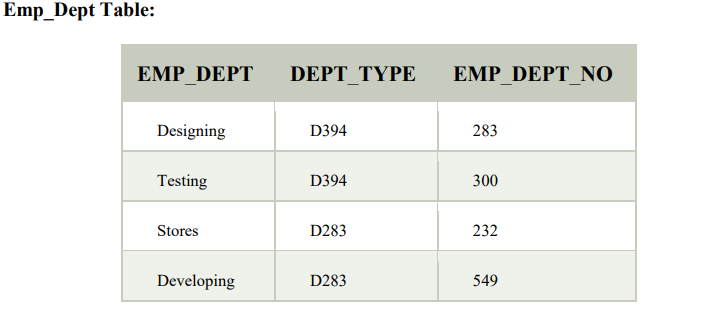 Emp_Dept Table:
EMP_DEPT DEPT_TYPE EMP_DEPT_NO
Designing D394 283
Testing D394 300
Stores D283 232
Developing D283 549